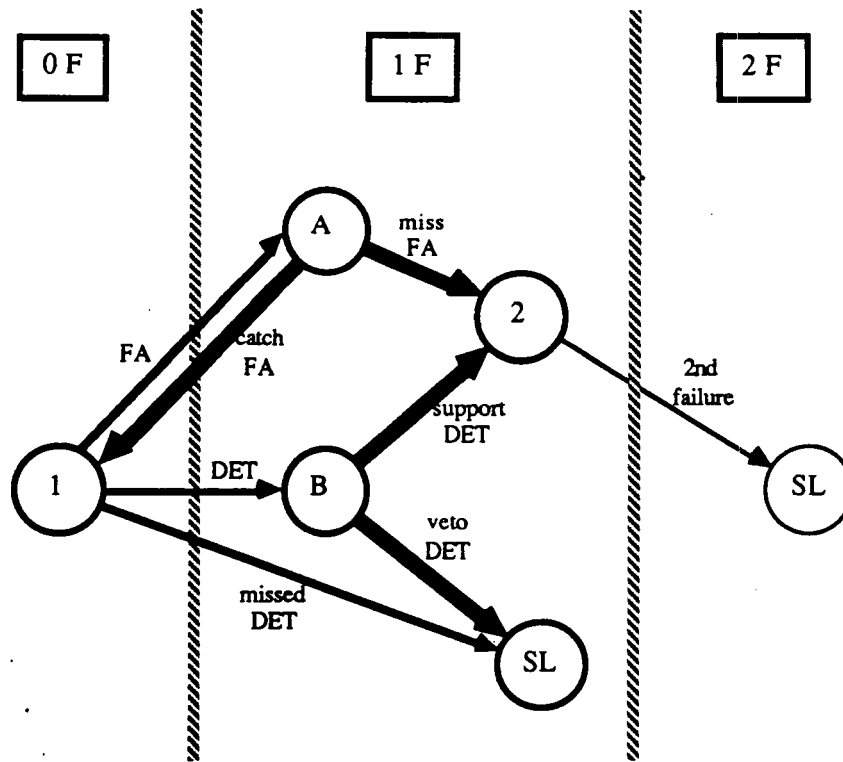 0 F
1 F
2 F
A
miss
FA
2
FA
catch
FA
2nd
failure
support
DET
1
DET
B
SL
veto
DET
missed
DET
SL